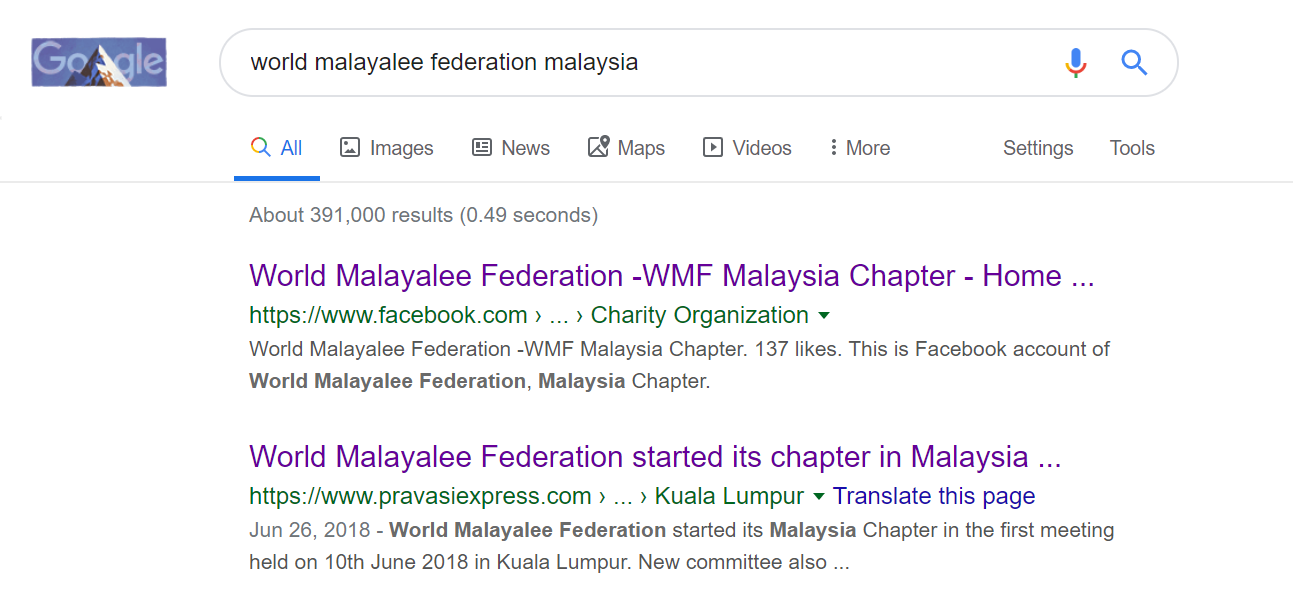 Google
world malayalee federation malaysia
All Images News Maps Videos More Settings Tools
About 391,000 results (0.49 seconds)
World Malayalee Federation -WMF Malaysia Chapter - Home ...
https://www.facebook.com › ... › Charity Organization
World Malayalee Federation -WMF Malaysia Chapter. 137 likes. This is Facebook account of
World Malayalee Federation, Malaysia Chapter.
World Malayalee Federation started its chapter in Malaysia ...
https://www.pravasiexpress.com › ... › Kuala Lumpur Translate this page
Jun 26, 2018 - World Malayalee Federation started its Malaysia Chapter in the first meeting
held on 10th June 2018 in Kuala Lumpur. New committee also ...